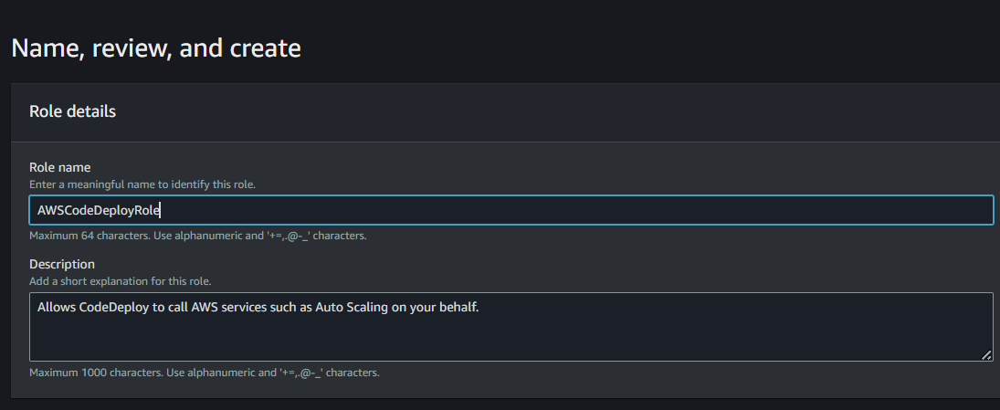 Name, review, and create
Role details
Role name
Enter a meaningful name to identify this role.
AWSCodeDeployRole
Maximum 64 characters. Use alphanumeric and '+=,.@-_' characters.
Description
Add a short explanation for this role.
Allows CodeDeploy to call AWS services such as Auto Scaling on your behalf.
Maximum 1000 characters. Use alphanumeric and '+=,.@-_' characters.